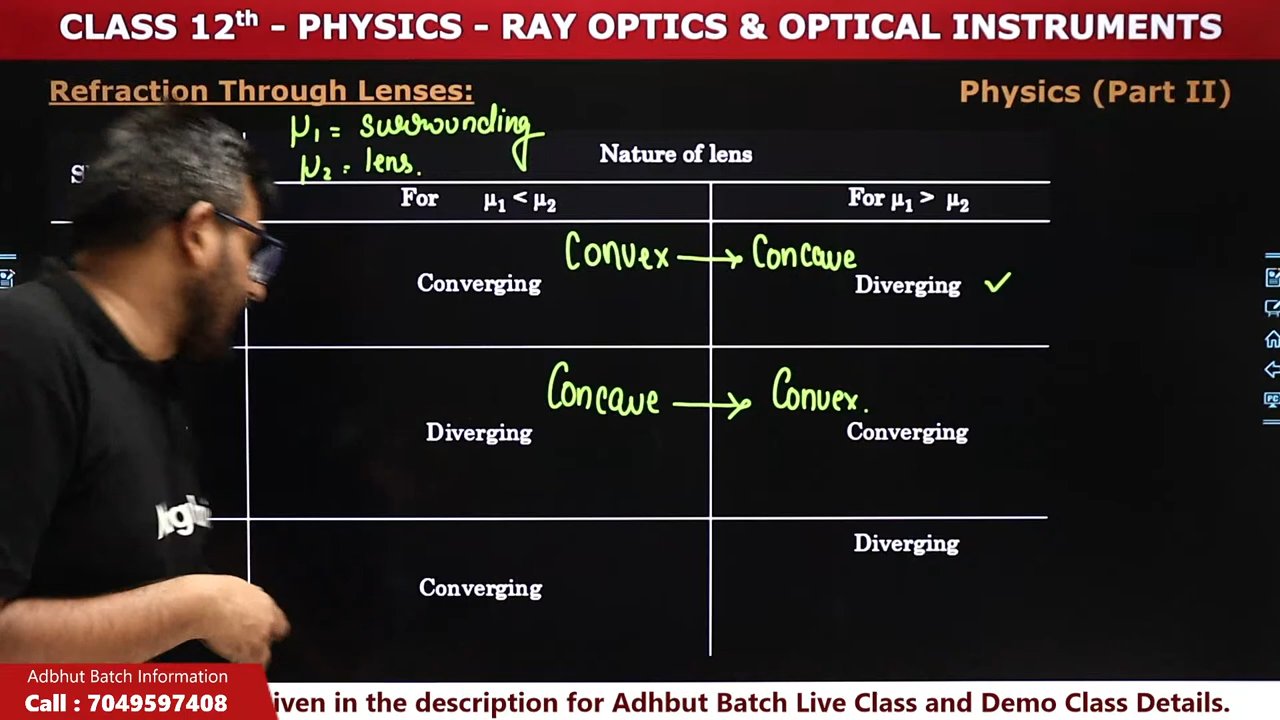 CLASS 12th - PHYSICS - RAY OPTICS & OPTICAL INSTRUMENTS
Refraction Through Lenses:
Physics (Part II)
μ1 = surrounding
μ2 = lens.
Nature of lens
For μ1 < μ2
For μ1 > μ2
Convex → Concave
Converging
Diverging ✓
Concave → Convex.
Diverging
Converging
Diverging
Converging
Adbhut Batch Information
Call : 7049597408
iven in the description for Adhbut Batch Live Class and Demo Class Details.
PC